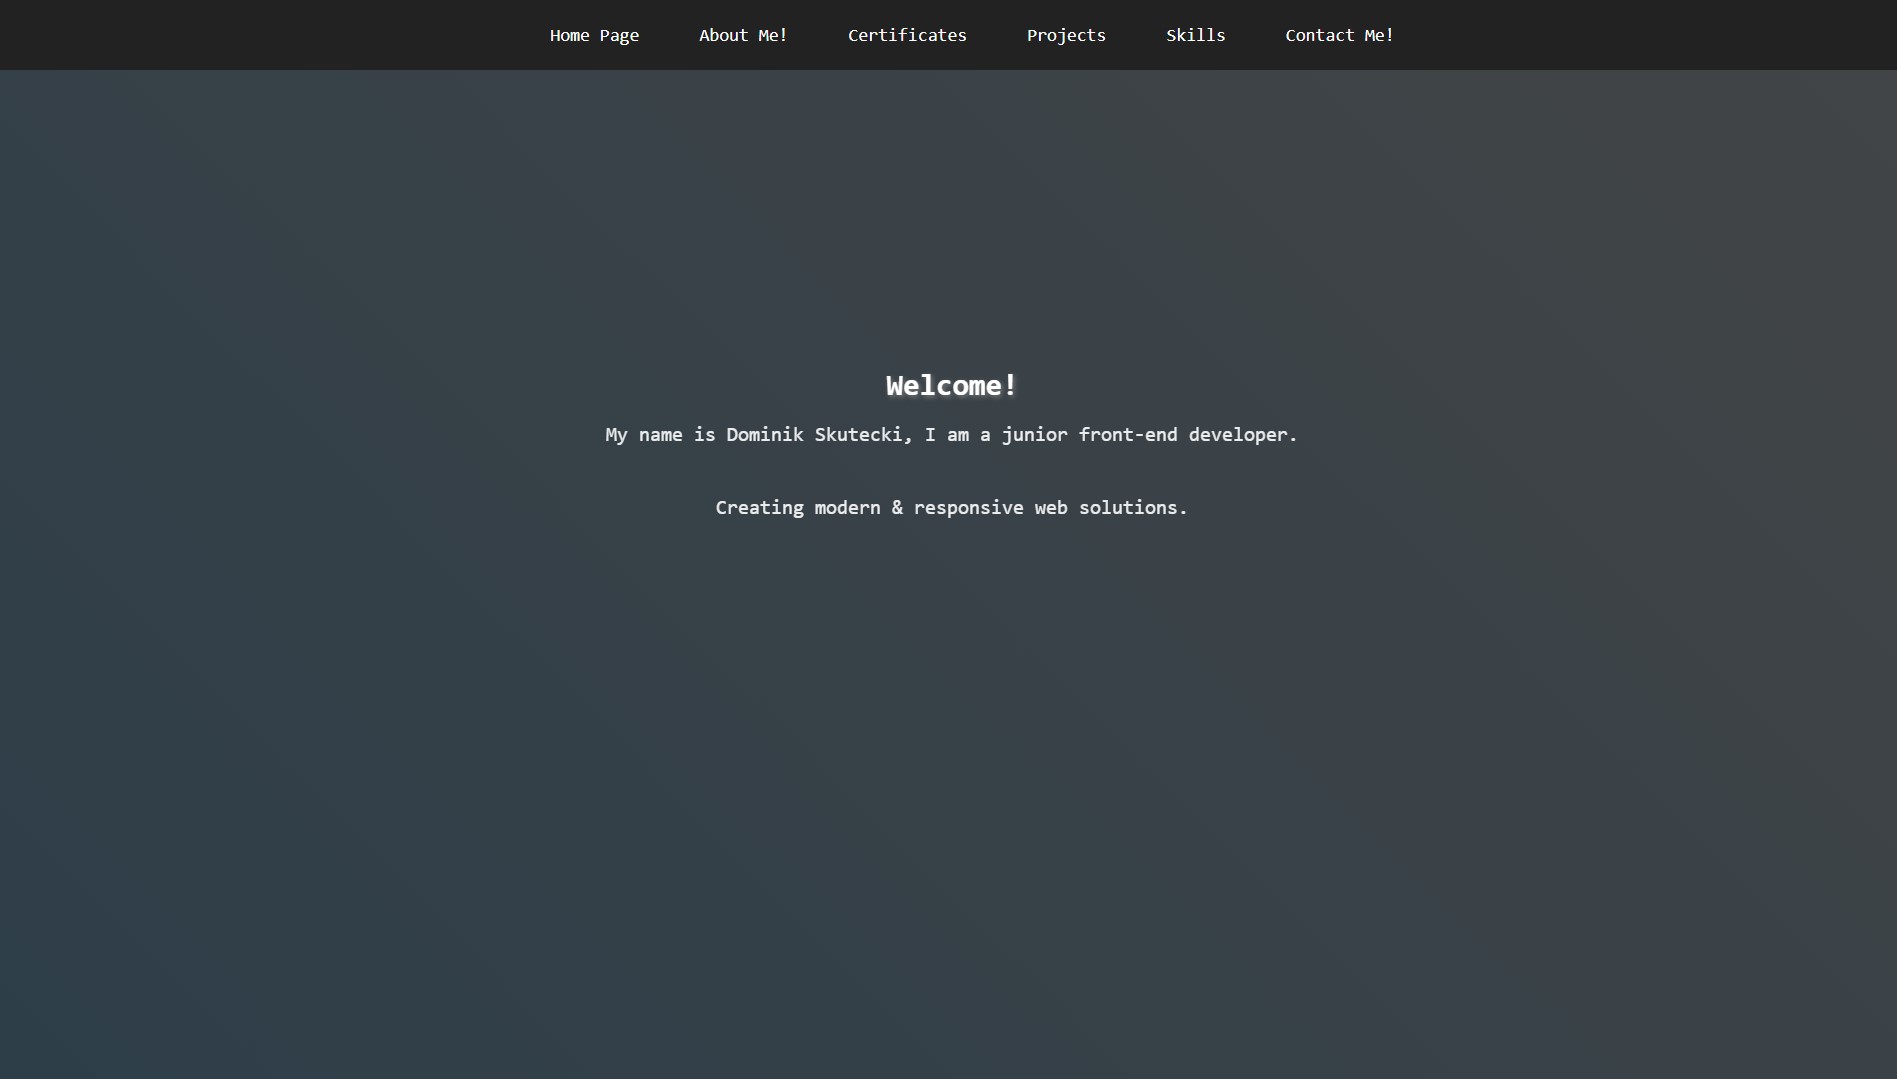 Home Page About Me! Certificates Projects Skills Contact Me!
Welcome!
My name is Dominik Skutecki, I am a junior front-end developer.
Creating modern & responsive web solutions.